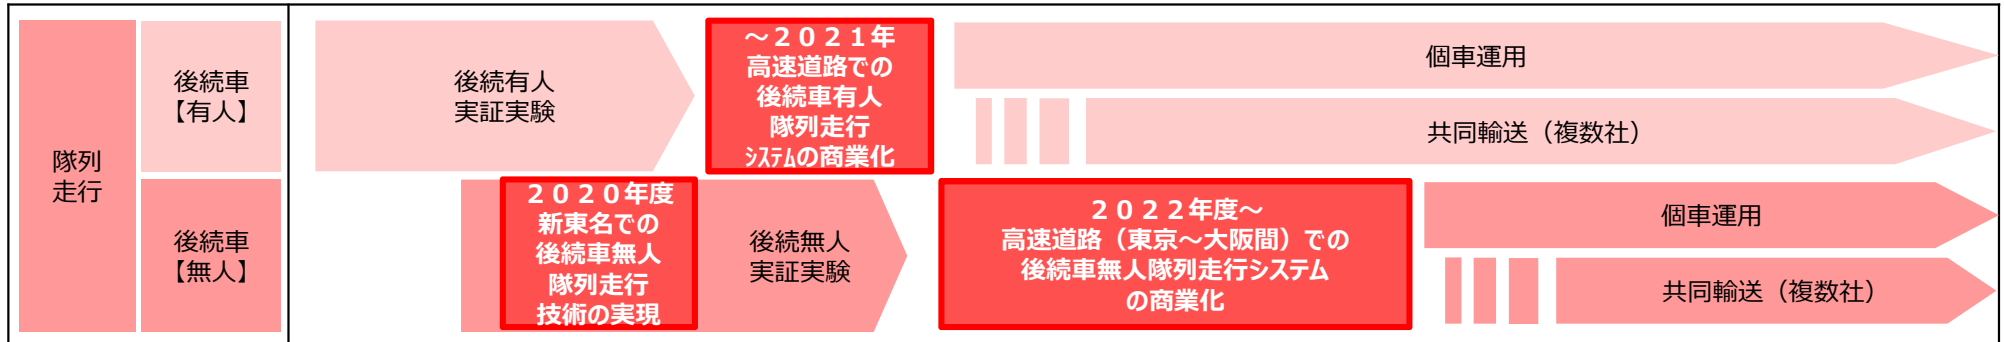 隊列
走行
後続車
【有人】
後続有人
実証実験
～２０２１年
高速道路での
後続車有人
隊列走行
ｼｽﾃﾑの商業化
個車運用
共同輸送（複数社）
後続車
【無人】
２０２０年度
新東名での
後続車無人
隊列走行
技術の実現
後続無人
実証実験
２０２２年度～
高速道路（東京～大阪間）での
後続車無人隊列走行システム
の商業化
個車運用
共同輸送（複数社）